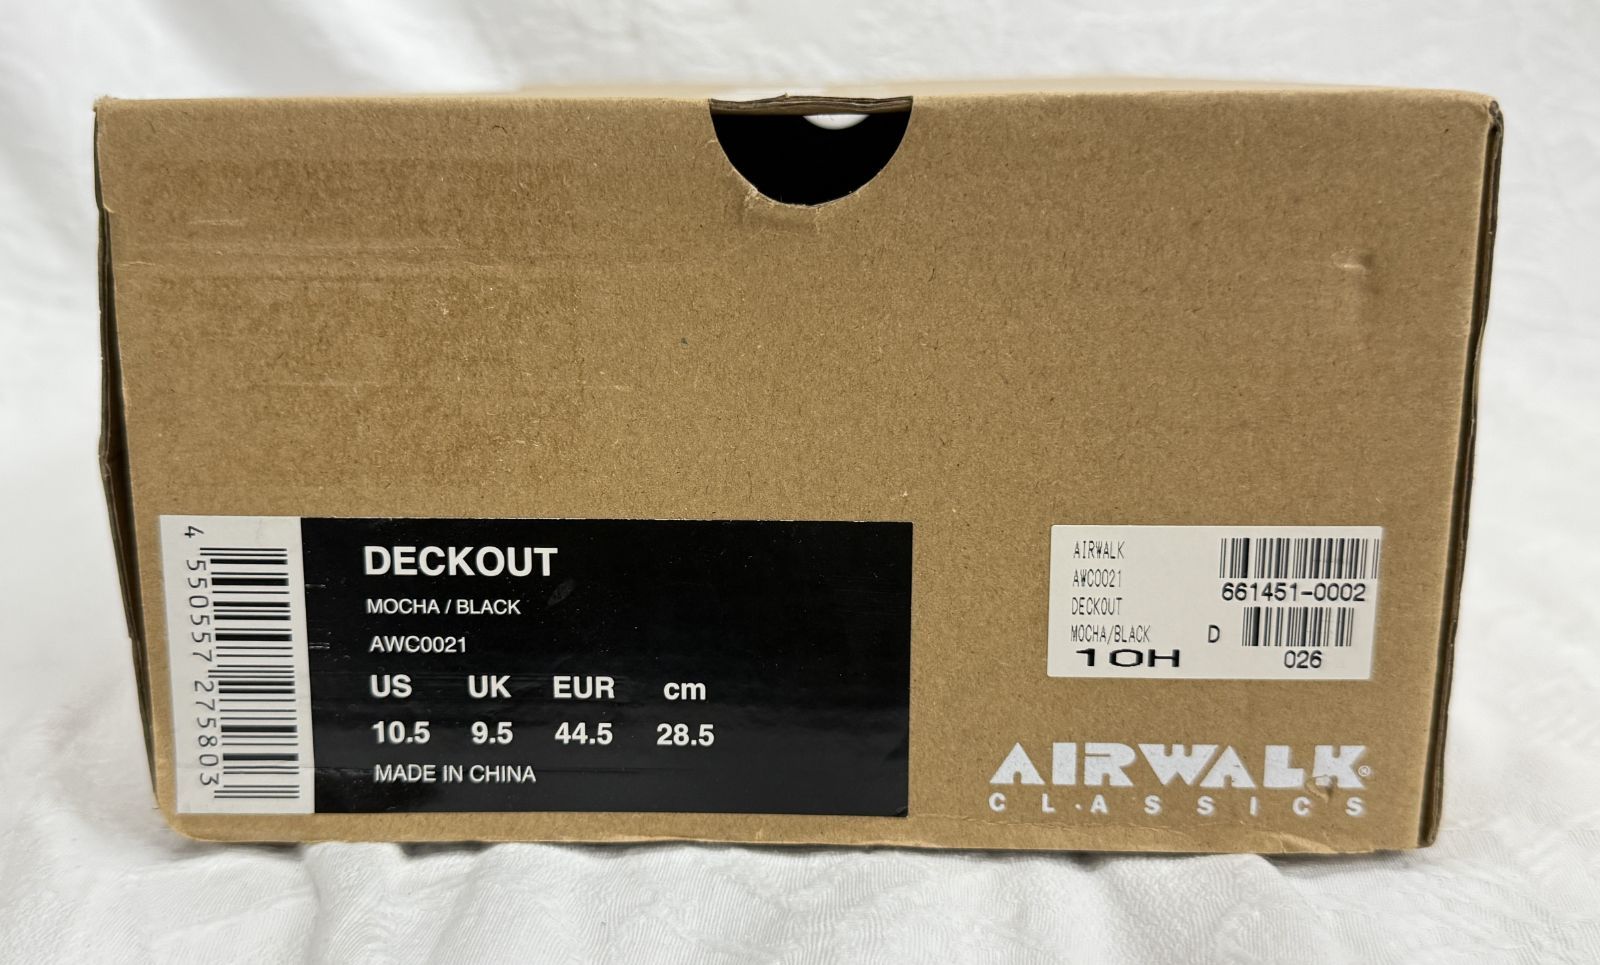 4 550557 275803
DECKOUT
MOCHA / BLACK
AWC0021
US UK EUR cm
10.5 9.5 44.5 28.5
MADE IN CHINA
AIRWALK
AWC0021
DECKOUT
MOCHA/BLACK
10H
661451-0002
D
026
AIRWALK®
CLASSICS